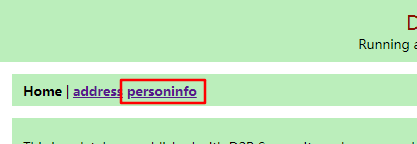 D
Running a
Home | address personinfo